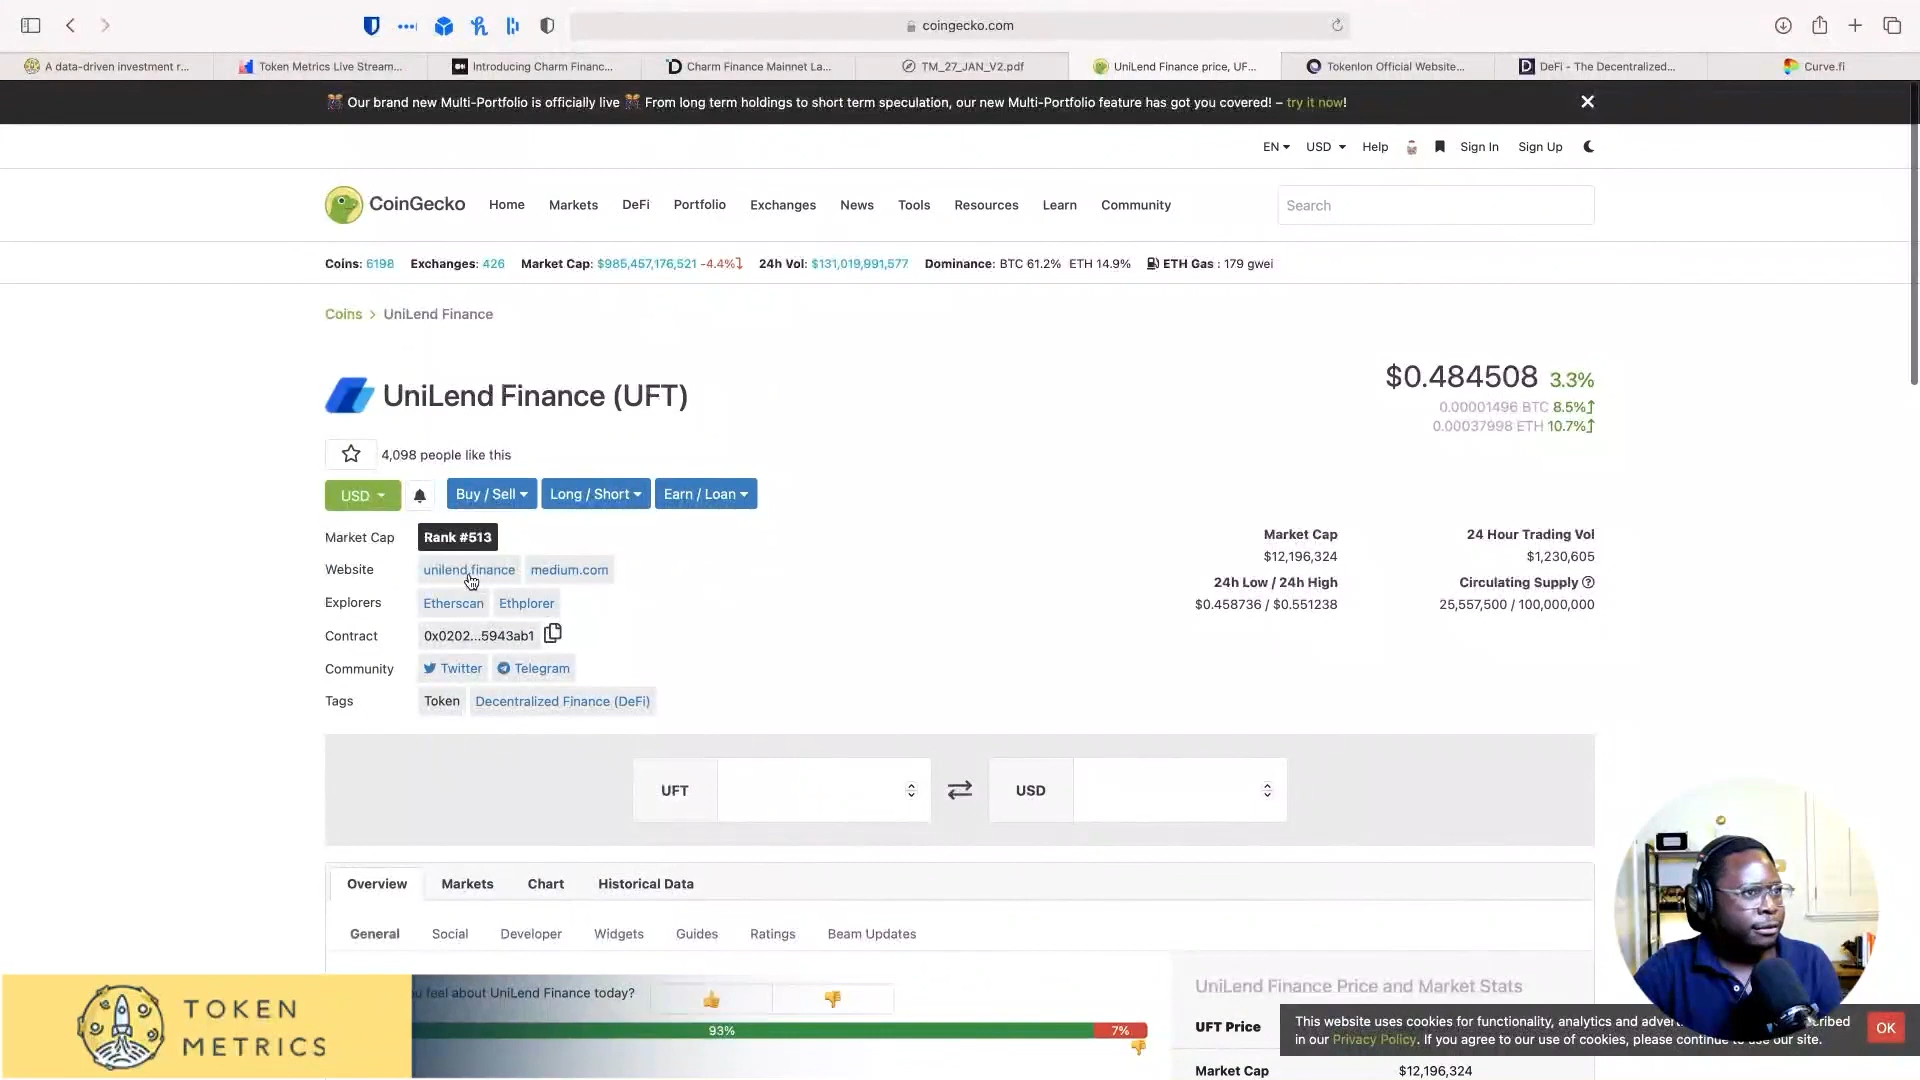 coingecko.com
A data-driven investment r...
Token Metrics Live Stream...
Introducing Charm Financ...
Charm Finance Mainnet La...
TM_27_JAN_V2.pdf
UniLend Finance price, UF...
Tokenlon Official Website...
DeFi - The Decentralized...
Curve.fi
Our brand new Multi-Portfolio is officially live From long term holdings to short term speculation, our new Multi-Portfolio feature has got you covered! – try it now!
EN USD Help Sign In Sign Up
CoinGecko Home Markets DeFi Portfolio Exchanges News Tools Resources Learn Community Search
Coins: 6198 Exchanges: 426 Market Cap: $985,457,176,521 -4.4% 24h Vol: $131,019,991,577 Dominance: BTC 61.2% ETH 14.9% ETH Gas : 179 gwei
Coins > UniLend Finance
UniLend Finance (UFT)
$0.484508 3.3%
0.00001496 BTC 8.5%
0.00037998 ETH 10.7%
4,098 people like this
USD Buy / Sell Long / Short Earn / Loan
Market Cap Rank #513
Website unilend.finance medium.com
Explorers Etherscan Ethplorer
Contract 0x0202...5943ab1
Community Twitter Telegram
Tags Token Decentralized Finance (DeFi)
Market Cap
$12,196,324
24 Hour Trading Vol
$1,230,605
24h Low / 24h High
$0.458736 / $0.551238
Circulating Supply
25,557,500 / 100,000,000
UFT USD
Overview Markets Chart Historical Data
General Social Developer Widgets Guides Ratings Beam Updates
feel about UniLend Finance today?
93% 7%
UniLend Finance Price and Market Stats
UFT Price
Market Cap $12,196,324
This website uses cookies for functionality, analytics and
in our Privacy Policy. If you agree to our use of cookies, please continue to use our site.
OK
TOKEN
METRICS